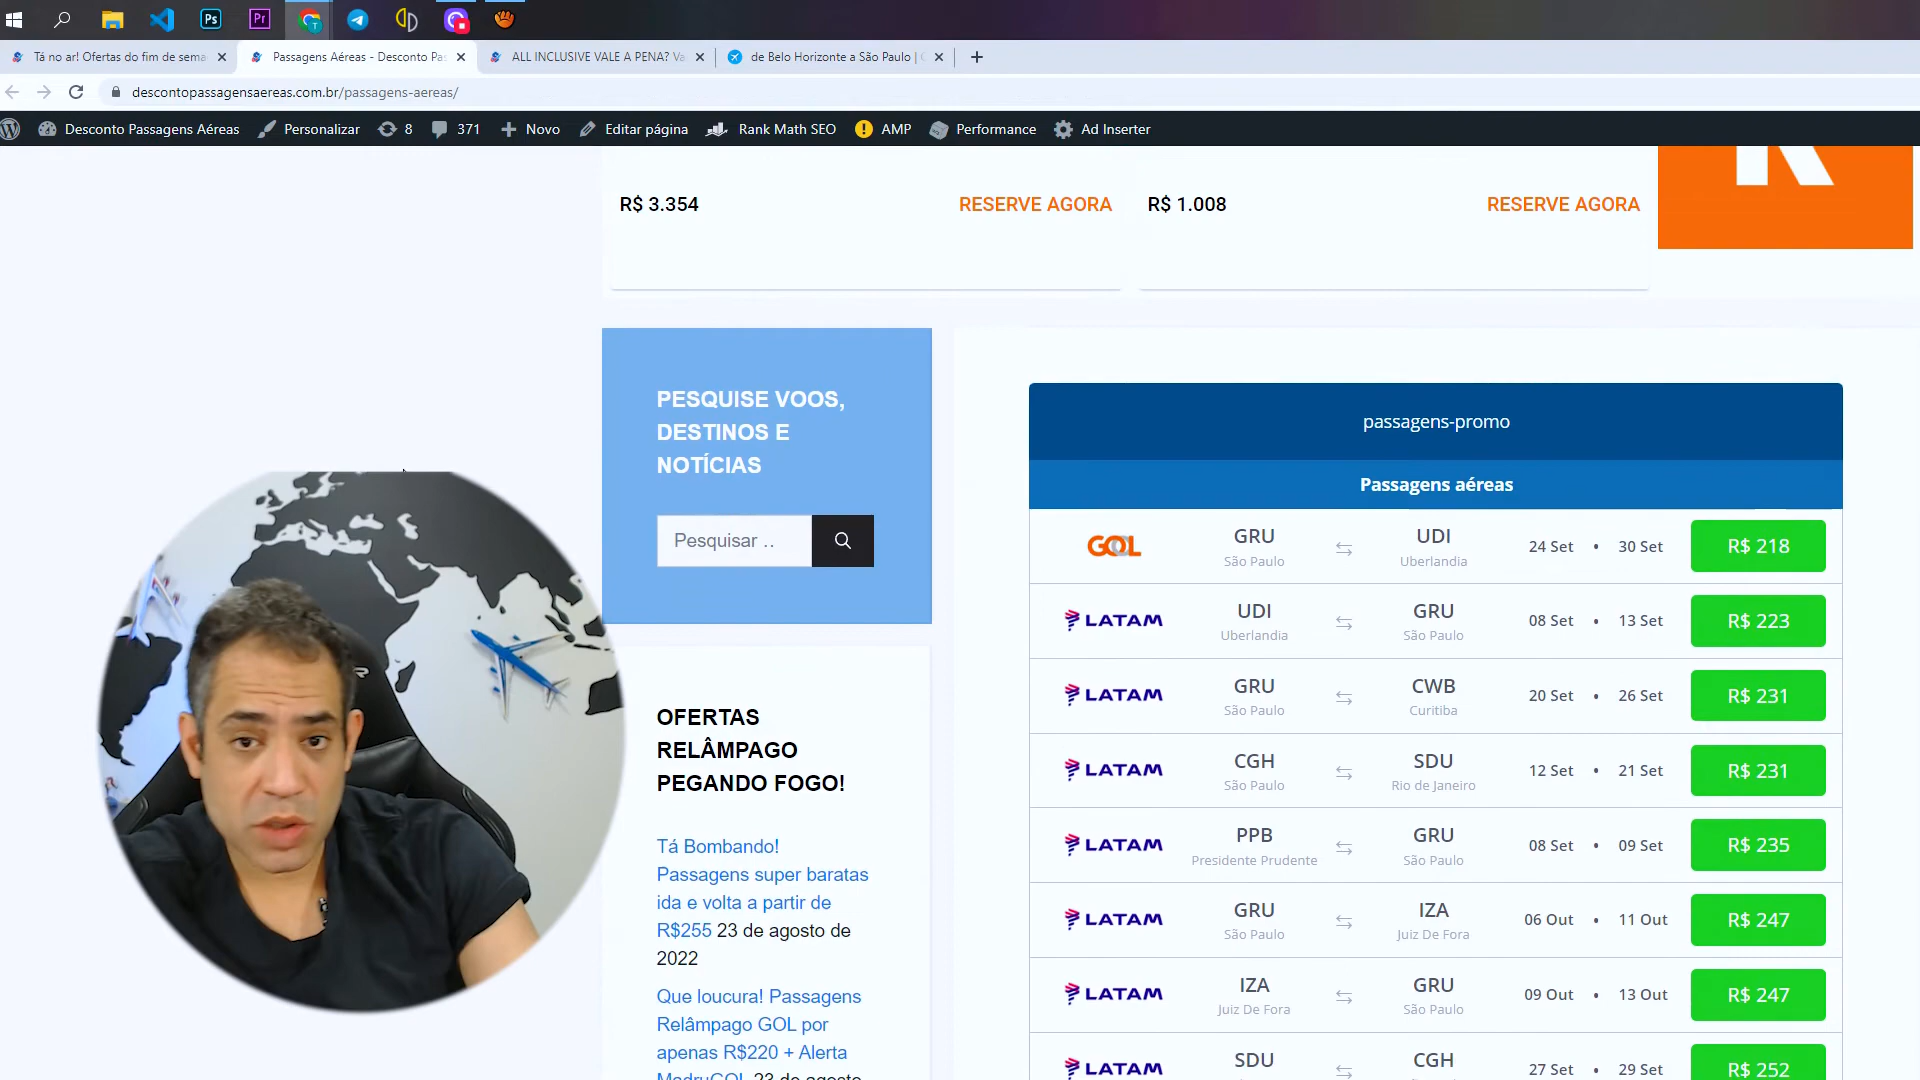 Ps
Pr
T
Tá no ar! Ofertas do fim de sema
Passagens Aéreas - Desconto Pas
ALL INCLUSIVE VALE A PENA? Va
de Belo Horizonte a São Paulo |
descontopassagensaereas.com.br/passagens-aereas/
Desconto Passagens Aéreas
Personalizar
8
371
Novo
Editar página
Rank Math SEO
AMP
Performance
Ad Inserter
R$ 3.354
RESERVE AGORA
R$ 1.008
RESERVE AGORA
PESQUISE VOOS,
DESTINOS E
NOTÍCIAS
Pesquisar ..
OFERTAS
RELÂMPAGO
PEGANDO FOGO!
Tá Bombando!
Passagens super baratas
ida e volta a partir de
R$255 23 de agosto de
2022
Que loucura! Passagens
Relâmpago GOL por
apenas R$220 + Alerta
MadruGOL 23 de agosto
passagens-promo
Passagens aéreas
GOL GRU UDI 24 Set • 30 Set R$ 218
São Paulo Uberlandia
LATAM UDI GRU 08 Set • 13 Set R$ 223
Uberlandia São Paulo
LATAM GRU CWB 20 Set • 26 Set R$ 231
São Paulo Curitiba
LATAM CGH SDU 12 Set • 21 Set R$ 231
São Paulo Rio de Janeiro
LATAM PPB GRU 08 Set • 09 Set R$ 235
Presidente Prudente São Paulo
LATAM GRU IZA 06 Out • 11 Out R$ 247
São Paulo Juiz De Fora
LATAM IZA GRU 09 Out • 13 Out R$ 247
Juiz De Fora São Paulo
LATAM SDU CGH 27 Set • 29 Set R$ 252